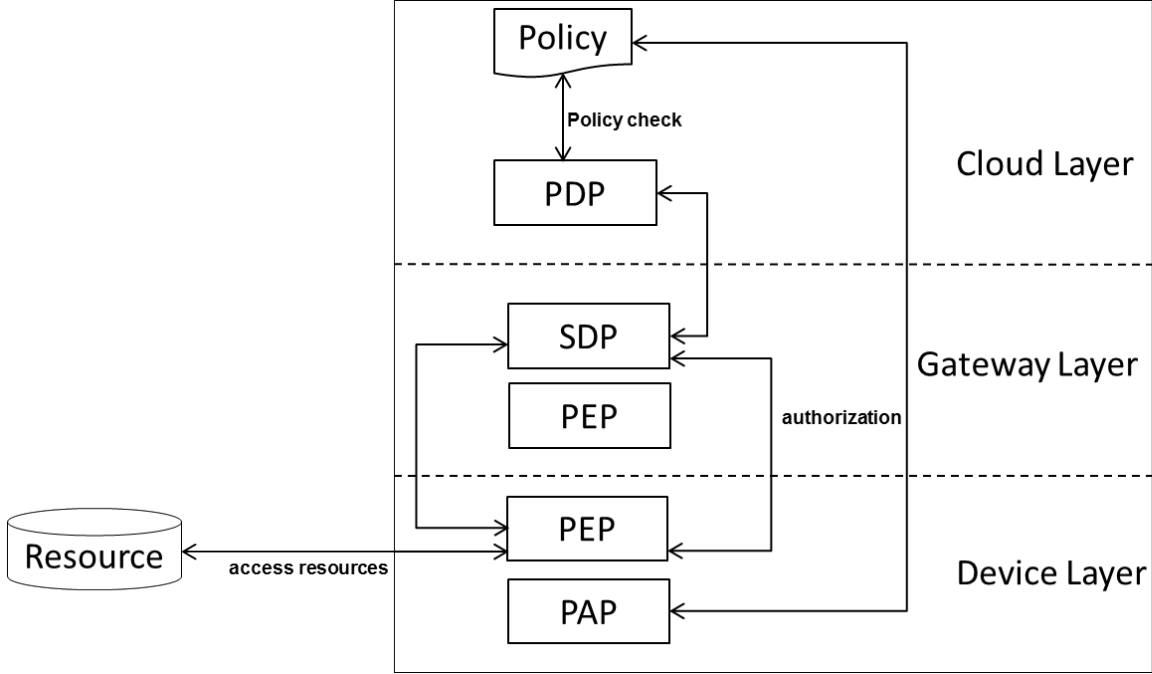 Policy
Policy check
Cloud Layer
PDP
SDP
Gateway Layer
PEP
authorization
PEP
Resource
access resources
Device Layer
PAP